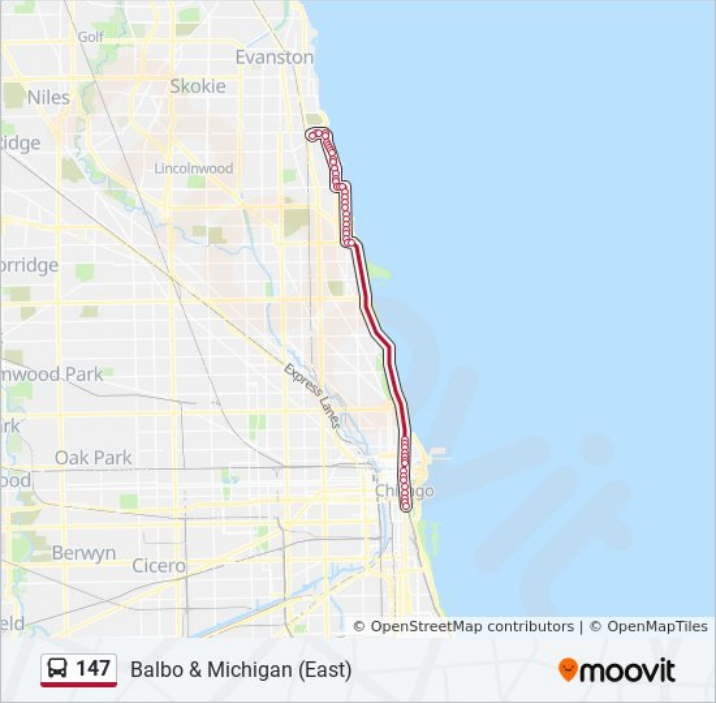 Golf
Evanston
Skokie
Niles
idge
Lincolnwood
orridge
nwood Park
Express Lanes
rk
Oak Park
ood
Chicago
Berwyn
Cicero
eld
© OpenStreetMap contributors | © OpenMapTiles
147 Balbo & Michigan (East)
moovit